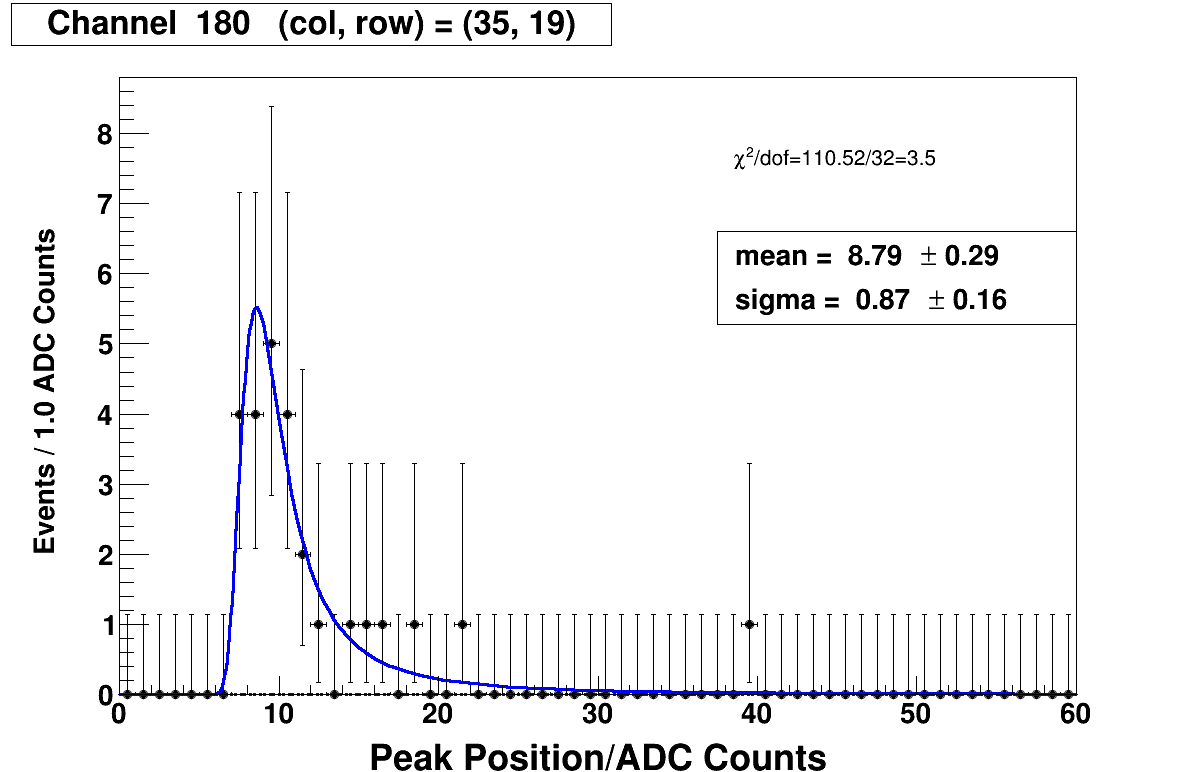 Channel 180 (col, row) = (35, 19)
χ²/dof=110.52/32=3.5
mean = 8.79 ± 0.29
sigma = 0.87 ± 0.16
Events / 1.0 ADC Counts
8
7
6
5
4
3
2
1
0
0 10 20 30 40 50 60
Peak Position/ADC Counts